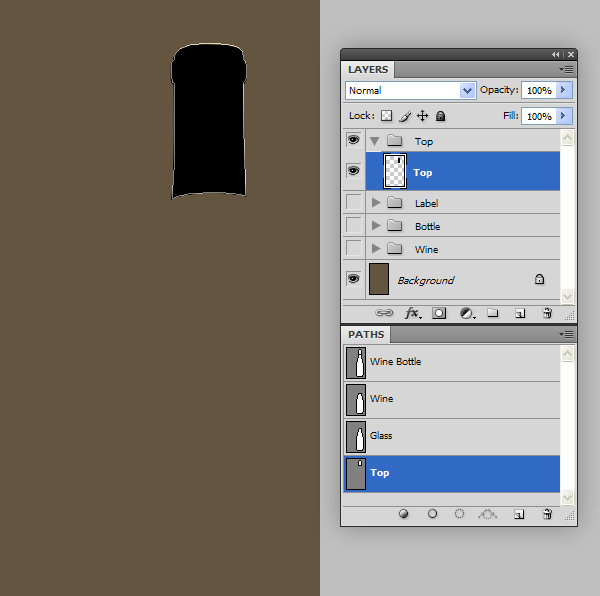 LAYERS
Normal Opacity: 100%
Lock: Fill: 100%
Top
Top
Label
Bottle
Wine
Background
fx
PATHS
Wine Bottle
Wine
Glass
Top